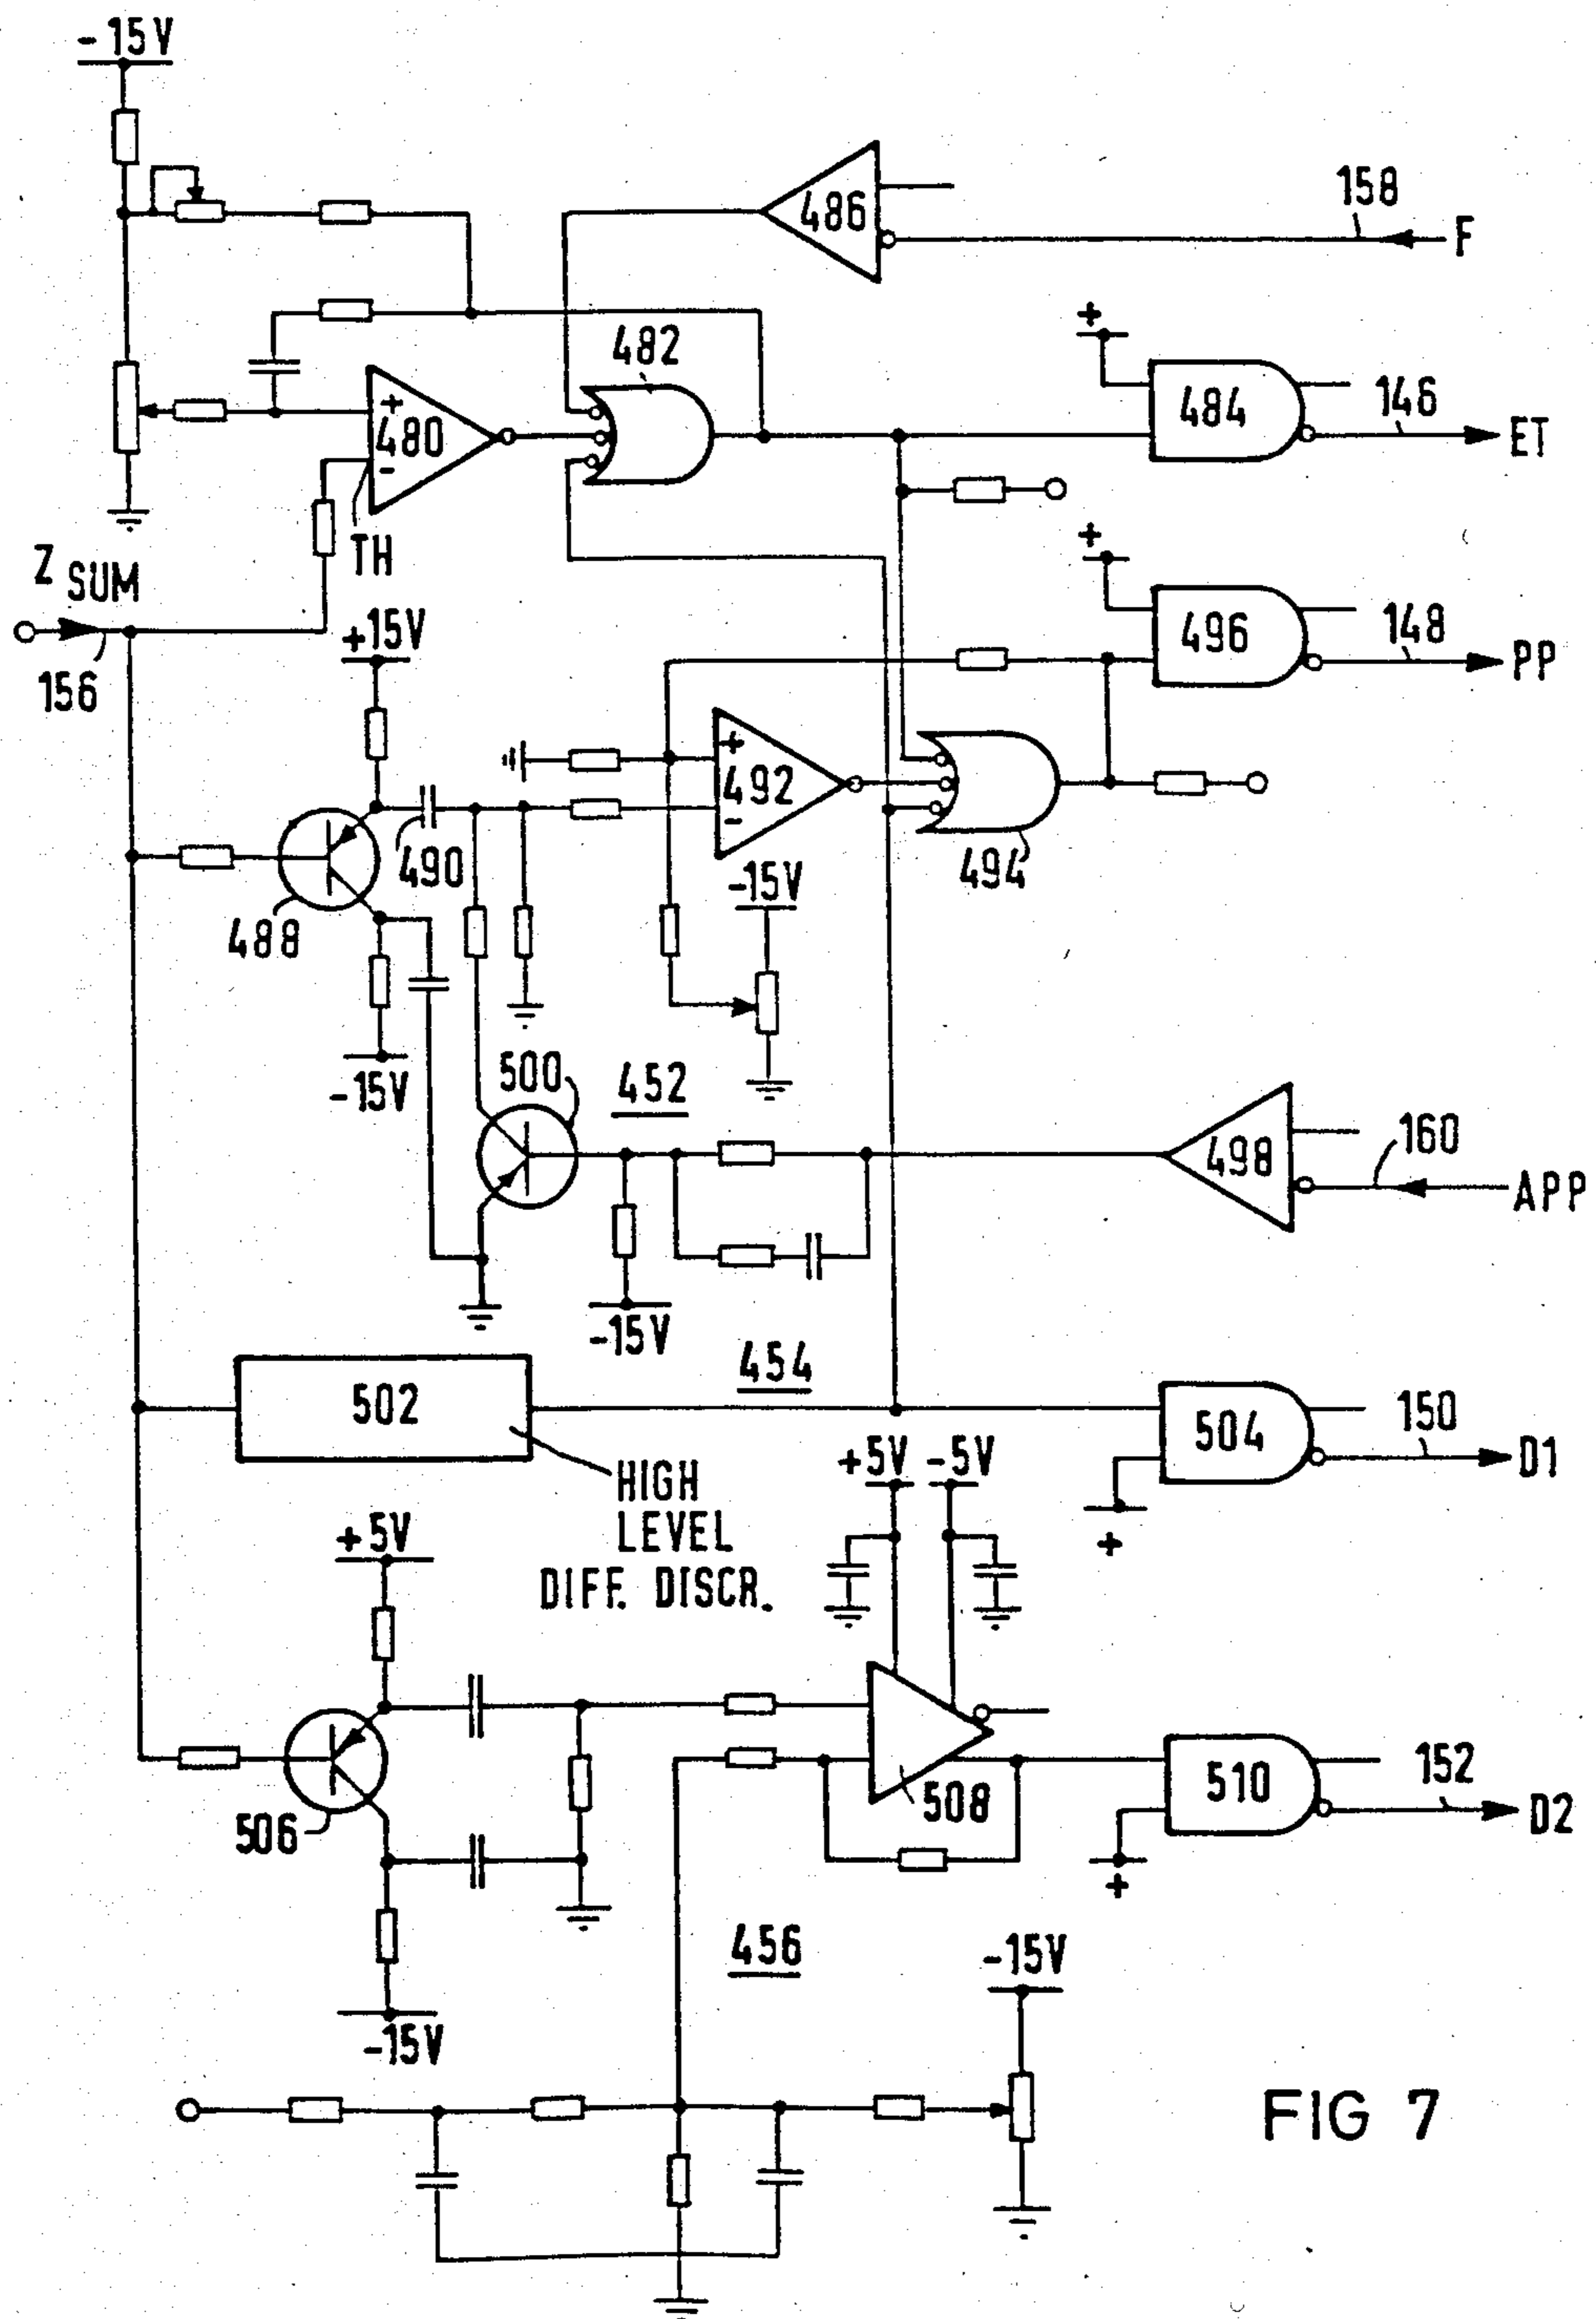 -15V
486
158
F
482
+
484
146
ET
+
480
-
TH
Z SUM
156
+15V
+
496
148
PP
+
492
-
490
494
488
-15V
-15V
500
452
498
160
APP
-15V
454
502
504
150
D1
+
HIGH
LEVEL
DIFF. DISCR.
+5V -5V
+5V
508
510
152
D2
+
506
456
-15V
-15V
FIG 7